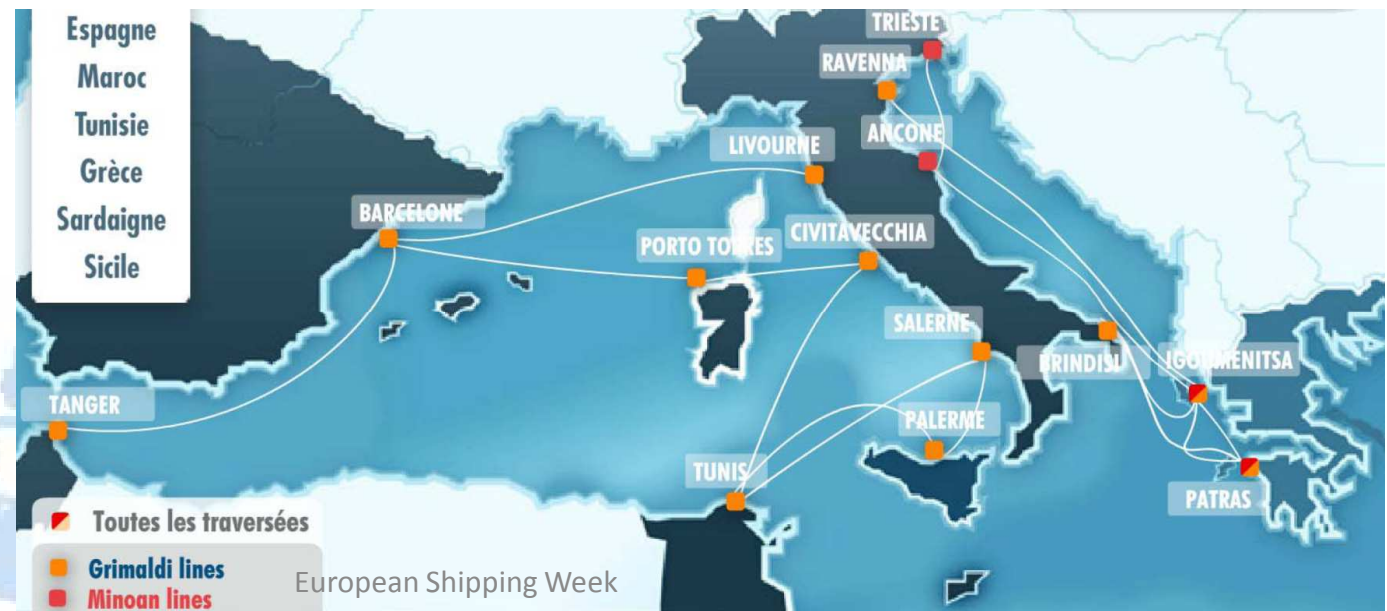 Espagne
Maroc
Tunisie
Grèce
Sardaigne
Sicile
TRIESTE
RAVENNA
ANCONE
LIVOURNE
BARCELONE
PORTO TORRES
CIVITAVECCHIA
SALERNE
BRINDISI
IGOUMENITSA
TANGER
PALERME
TUNIS
PATRAS
Toutes les traversées
Grimaldi lines
Minoan lines
European Shipping Week